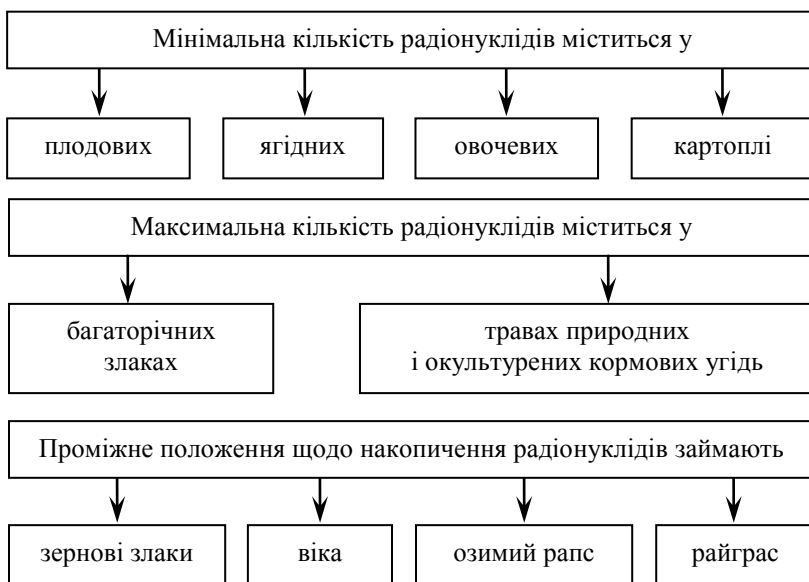 Мінімальна кількість радіонуклідів міститься у
плодових
ягідних
овочевих
картоплі
Максимальна кількість радіонуклідів міститься у
багаторічних
злаках
травах природних
і окультурених кормових угідь
Проміжне положення щодо накопичення радіонуклідів займають
зернові злаки
віка
озимий рапс
райграс